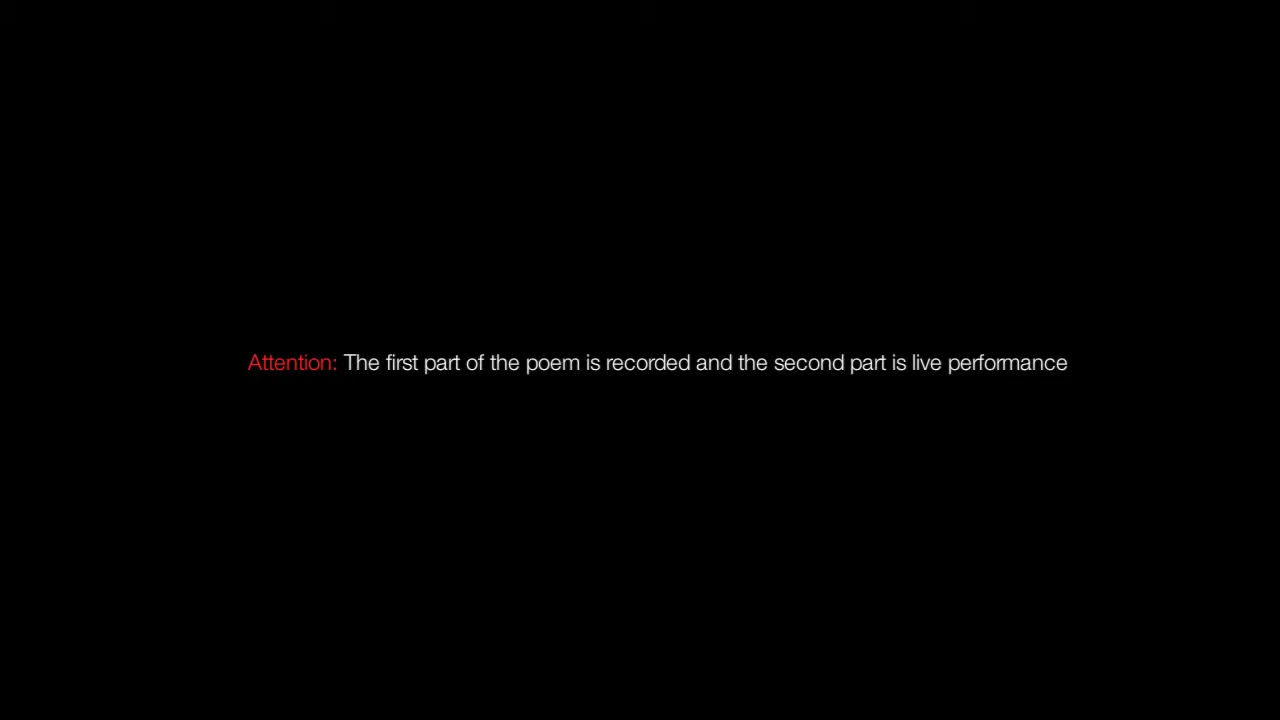 Attention: The first part of the poem is recorded and the second part is live performance